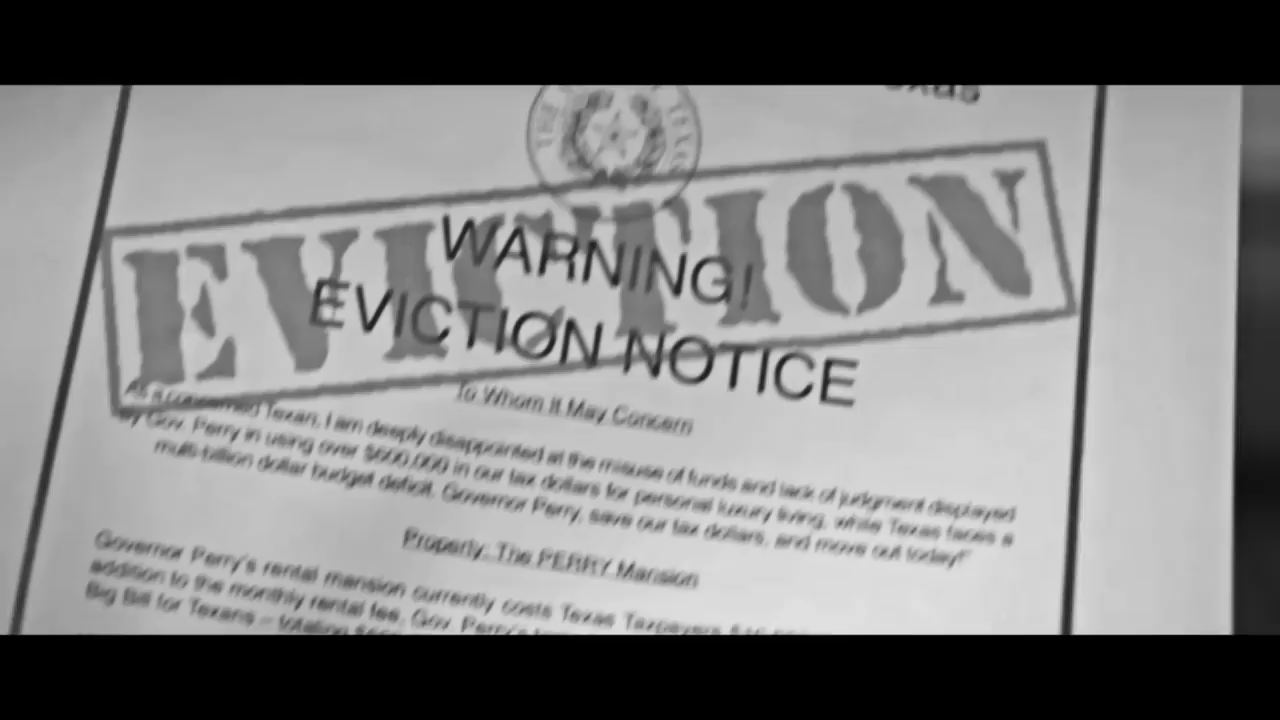 THE TEXAS
EVICTION
WARNING!
EVICTION NOTICE
To Whom It May Concern
As a concerned Texan, I am deeply disappointed at the misuse of funds and lack of judgment displayed
by Gov. Perry in using over $600,000 in our tax dollars for personal luxury living, while Texas faces a
multi-billion dollar budget deficit. Governor Perry, save our tax dollars, and move out today!"
Property: The PERRY Mansion
Governor Perry's rental mansion currently costs Texas Taxpayers
addition to the monthly rental fee, Gov. Perry's
Big Bill for Texans – totaling